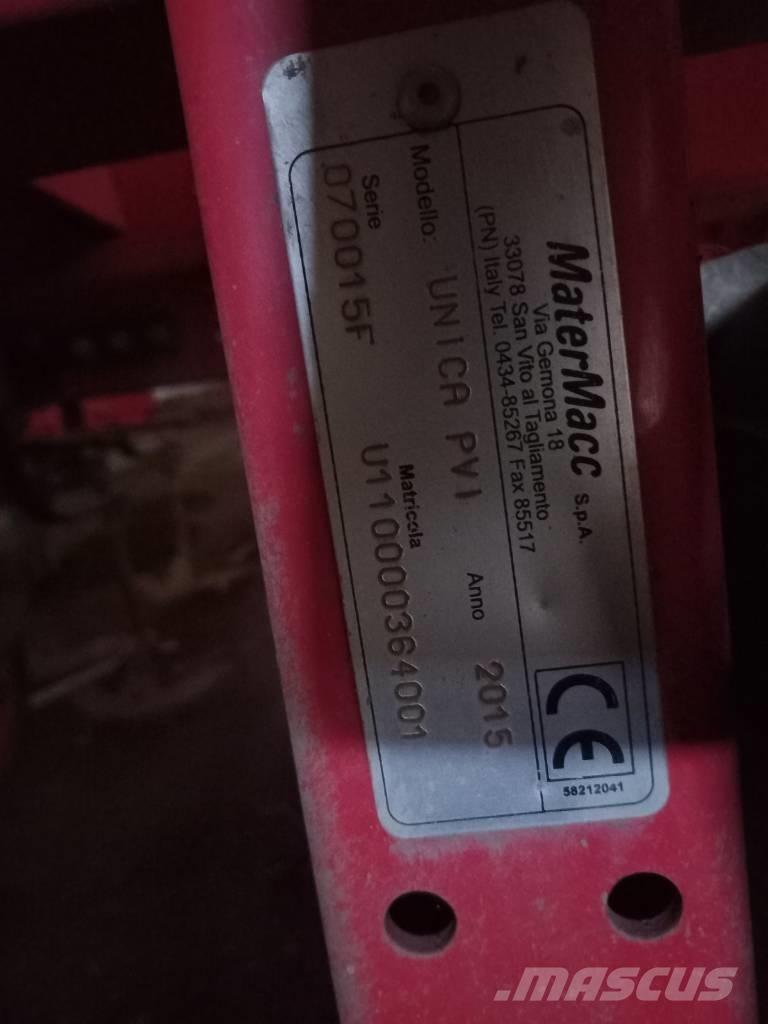 MaterMacc S.p.A.
Via Gemona 18
33078 San Vito al Tagliamento
(PN) Italy Tel. 0434-85267 Fax 85517
CE
58212041
Modello: UNICA PVI Anno 2015
Serie Matricola
070015F U110000364001
.MASCUS